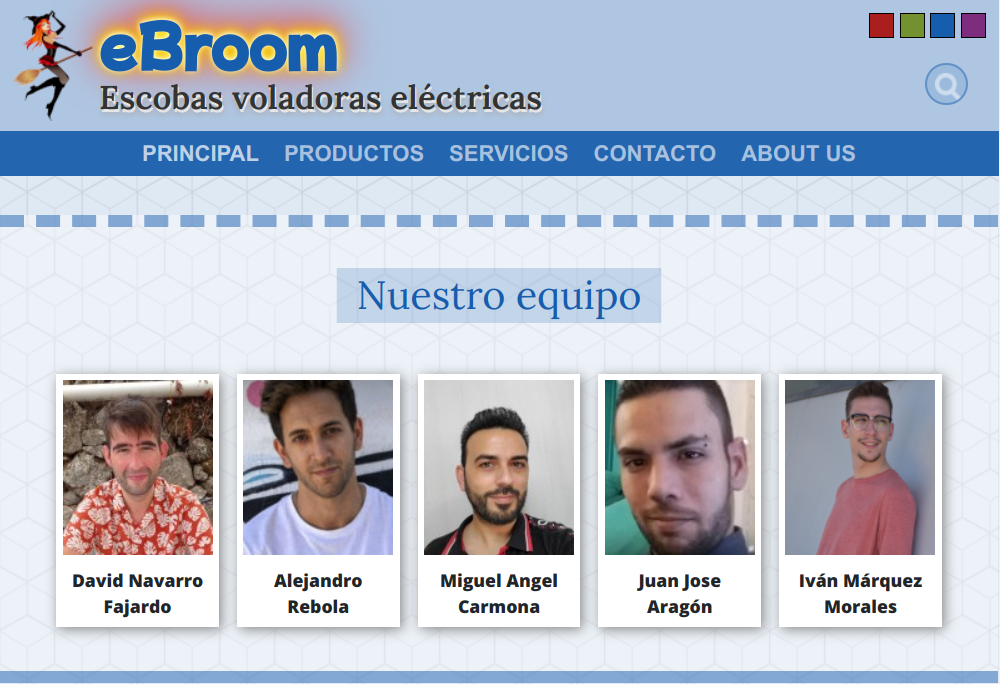 eBroom
Escobas voladoras eléctricas
PRINCIPAL PRODUCTOS SERVICIOS CONTACTO ABOUT US
Nuestro equipo
David Navarro
Fajardo
Alejandro
Rebola
Miguel Angel
Carmona
Juan Jose
Aragón
Iván Márquez
Morales